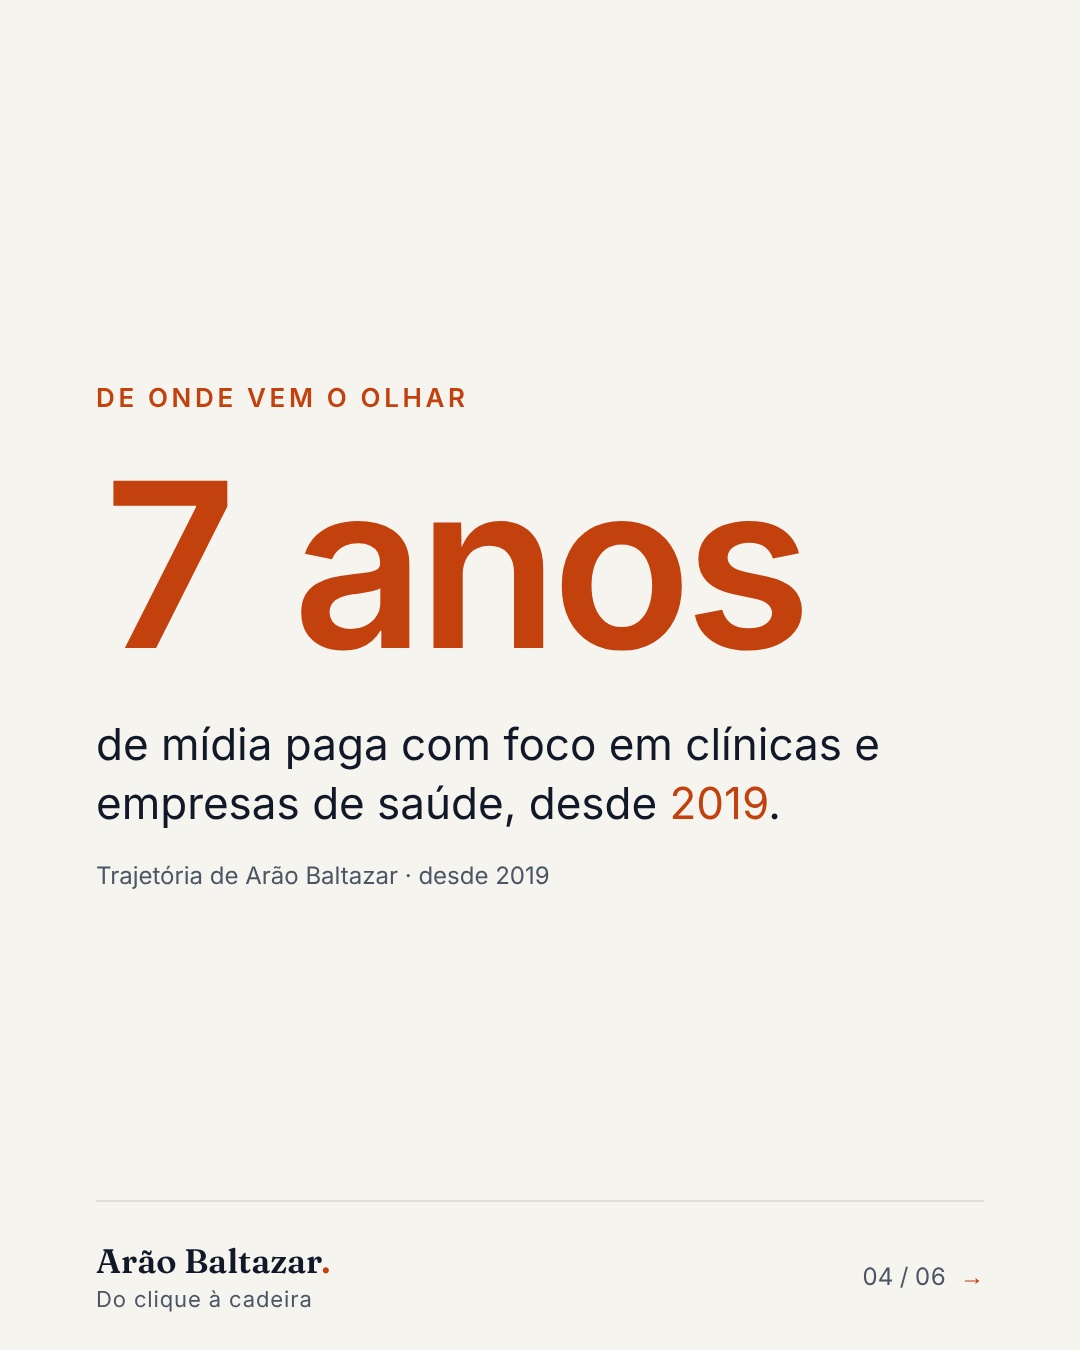 DE ONDE VEM O OLHAR
7 anos
de mídia paga com foco em clínicas e
empresas de saúde, desde 2019.
Trajetória de Arão Baltazar · desde 2019
Arão Baltazar.
Do clique à cadeira
04 / 06 →